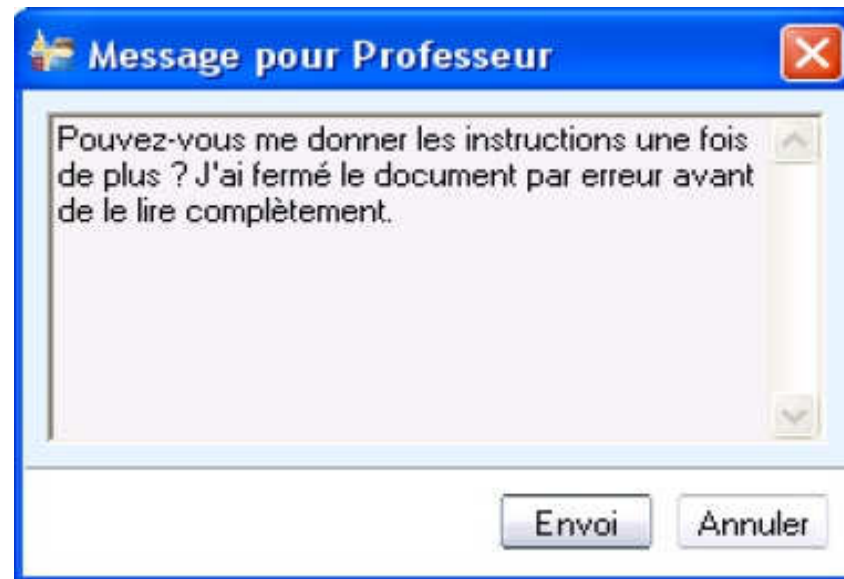 Message pour Professeur
Pouvez-vous me donner les instructions une fois
de plus ? J'ai fermé le document par erreur avant
de le lire complètement.
Envoi
Annuler